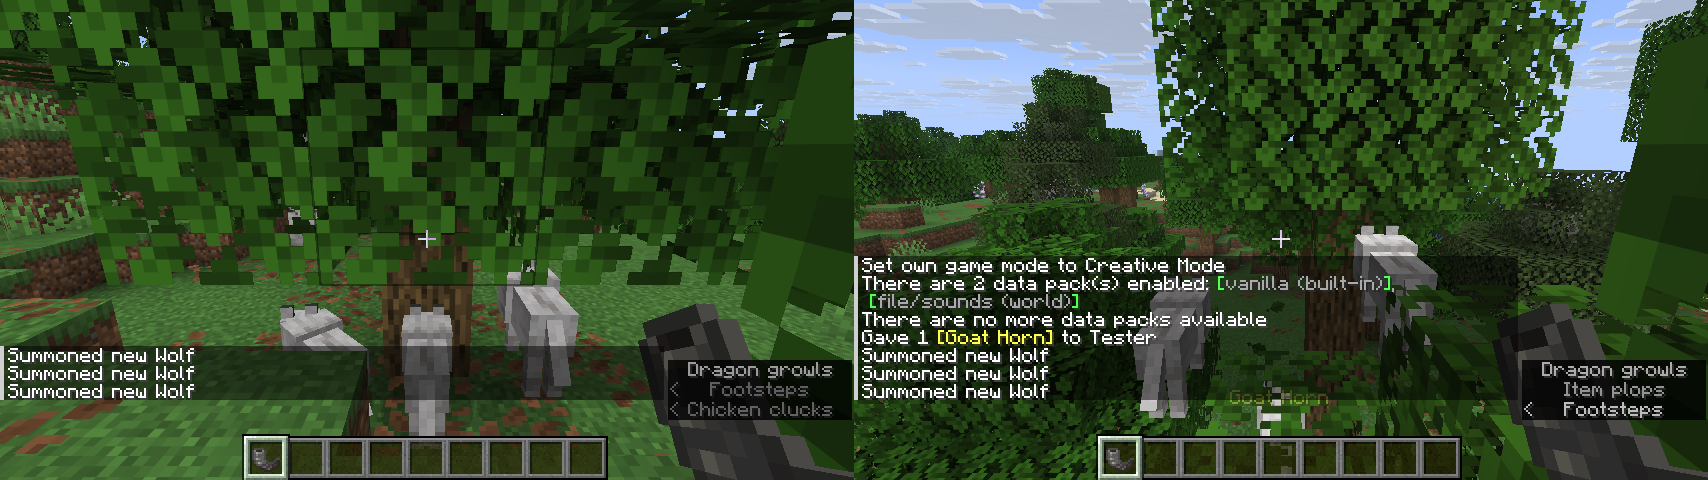 Summoned new Wolf
Summoned new Wolf
Summoned new Wolf
Dragon growls
< Footsteps
< Chicken clucks
Set own game mode to Creative Mode
There are 2 data pack(s) enabled: [vanilla (built-in)],
[file/sounds (world)]
There are no more data packs available
Gave 1 [Goat Horn] to Tester
Summoned new Wolf
Summoned new Wolf
Summoned new Wolf
Goat Horn
Dragon growls
Item plops
< Footsteps